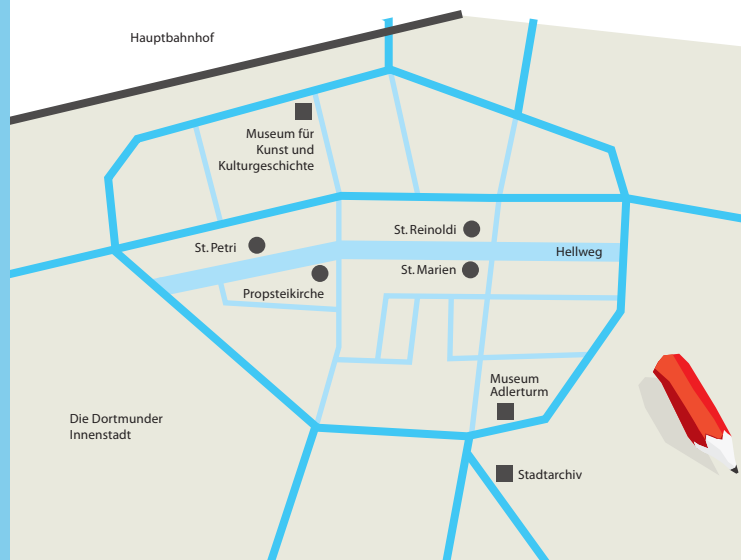 Hauptbahnhof
Museum für
Kunst und
Kulturgeschichte
St. Reinoldi
St. Petri
Hellweg
St. Marien
Propsteikirche
Museum
Adlerturm
Die Dortmunder
Innenstadt
Stadtarchiv